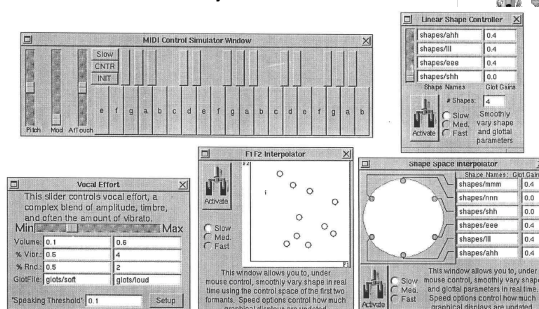 MIDI Control Simulator Window
Slow
CNTR
INIT
e f g a b c d e f g a b c d
Pitch Mod AfTouch
Linear Shape Controller
shapes/ahh 0.4
shapes/lll 0.4
shapes/eee 0.4
shapes/shh 0.0
Shape Names Glot Gains
# Shapes: 4
Activate
Slow
Med.
Fast
Smoothly
vary shape
and glottal
parameters
Vocal Effort
This slider controls vocal effort, a
complex blend of amplitude, timbre,
and often the amount of vibrato.
Min Max
Volume: 0.1 0.6
% Vibr.: 0.5 4
% Rnd.: 0.5 2
GlotFile: glots/soft glots/loud
"Speaking Threshold": 0.1 Setup
F1F2 Interpolator
F2
Activate
Slow
Med.
Fast
F1
This window allows you to, under
mouse control, smoothly vary shape in real
time using the control space of the first two
formants. Speed options control how much
graphical displays are updated.
Shape Space Interpolator
Shape Names: Glot Gains
shapes/mmm 0.4
shapes/nnn 0.0
shapes/shh 0.0
shapes/eee 0.4
shapes/lll 0.4
shapes/ahh 0.4
Activate
Slow
Med.
Fast
This window allows you to, under
mouse control, smoothly vary shape
and glottal parameters in real time.
Speed options control how much
graphical displays are updated.